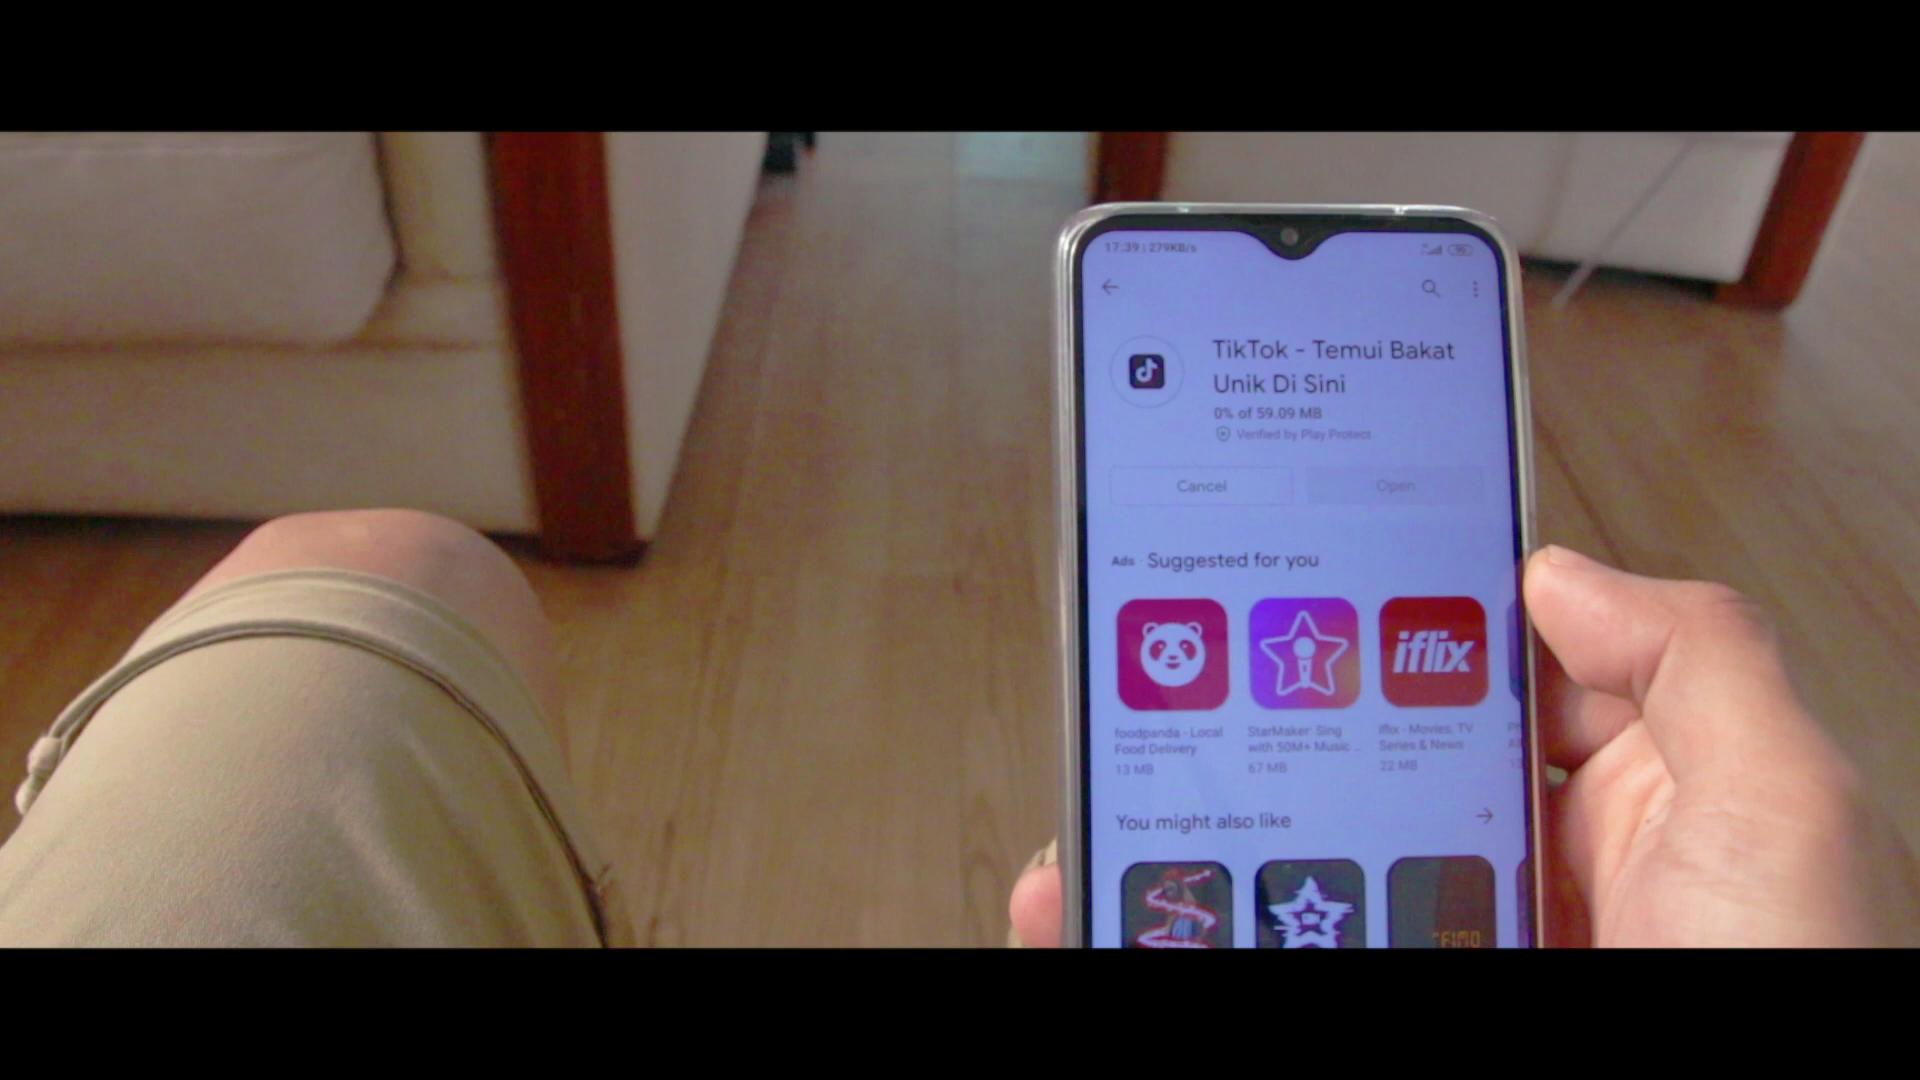 17:39 | 279KB/s
TikTok - Temui Bakat
Unik Di Sini
0% of 59.09 MB
Verified by Play Protect
Cancel
Open
Ads · Suggested for you
iflix
foodpanda - Local
Food Delivery
13 MB
StarMaker: Sing
with 50M+ Music ...
67 MB
iflix - Movies, TV
Series & News
22 MB
You might also like